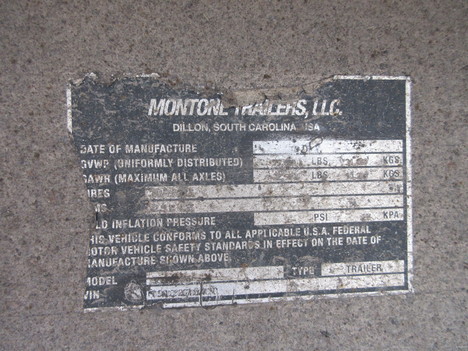 MONTONE TRAILERS, LLC.
DILLON, SOUTH CAROLINA USA
DATE OF MANUFACTURE
GVWR (UNIFORMLY DISTRIBUTED) LBS KGS
GAWR (MAXIMUM ALL AXLES) LBS KGS
TIRES
COLD INFLATION PRESSURE PSI KPA
THIS VEHICLE CONFORMS TO ALL APPLICABLE U.S.A. FEDERAL
MOTOR VEHICLE SAFETY STANDARDS IN EFFECT ON THE DATE OF
MANUFACTURE SHOWN ABOVE
MODEL TYPE TRAILER
VIN